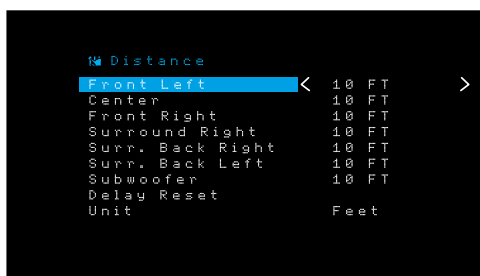 Distance
Front Left < 10 FT >
Center 10 FT
Front Right 10 FT
Surround Right 10 FT
Surr. Back Right 10 FT
Surr. Back Left 10 FT
Subwoofer 10 FT
Delay Reset
Unit Feet